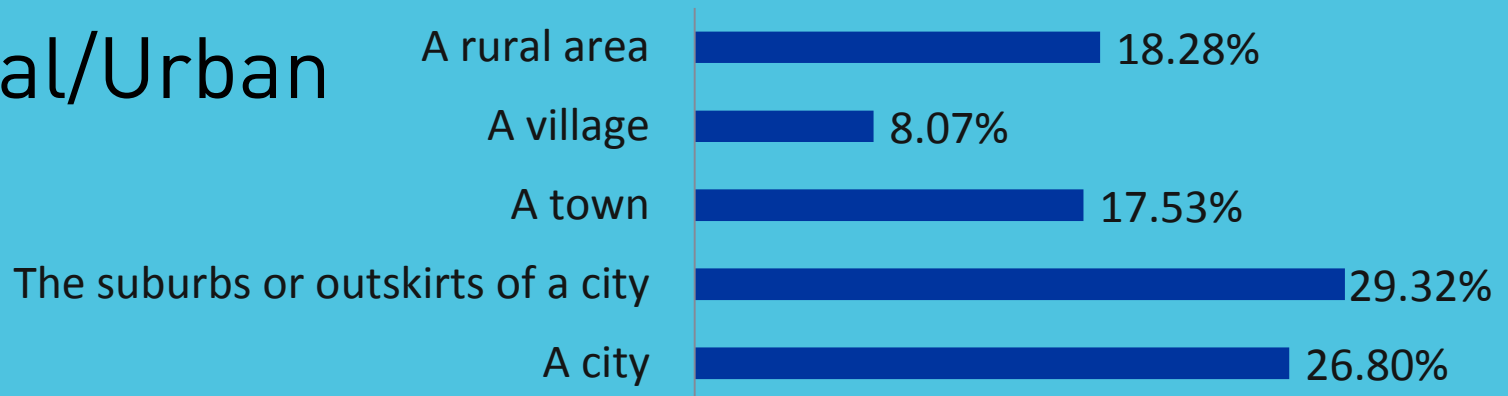 al/Urban
A rural area 18.28%
A village 8.07%
A town 17.53%
The suburbs or outskirts of a city 29.32%
A city 26.80%